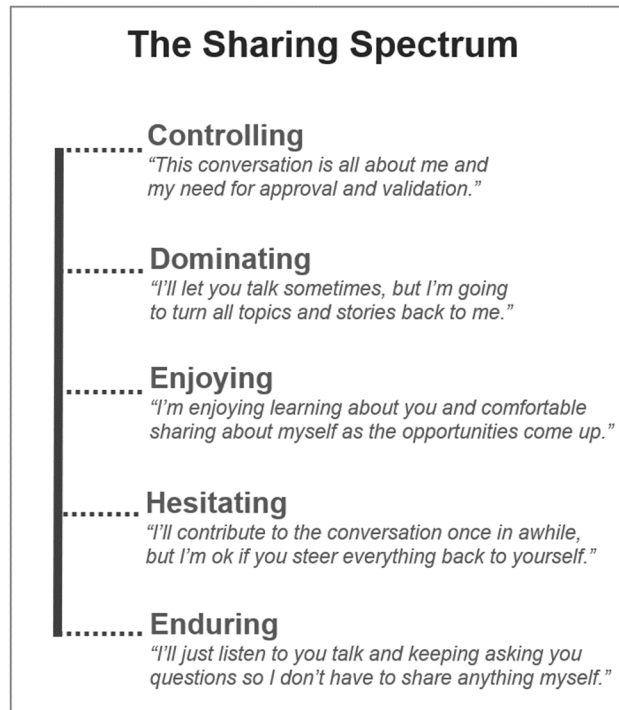 The Sharing Spectrum
Controlling
“This conversation is all about me and
my need for approval and validation.”
Dominating
“I’ll let you talk sometimes, but I’m going
to turn all topics and stories back to me.”
Enjoying
“I’m enjoying learning about you and comfortable
sharing about myself as the opportunities come up.”
Hesitating
“I’ll contribute to the conversation once in awhile,
but I’m ok if you steer everything back to yourself.”
Enduring
“I’ll just listen to you talk and keeping asking you
questions so I don’t have to share anything myself.”